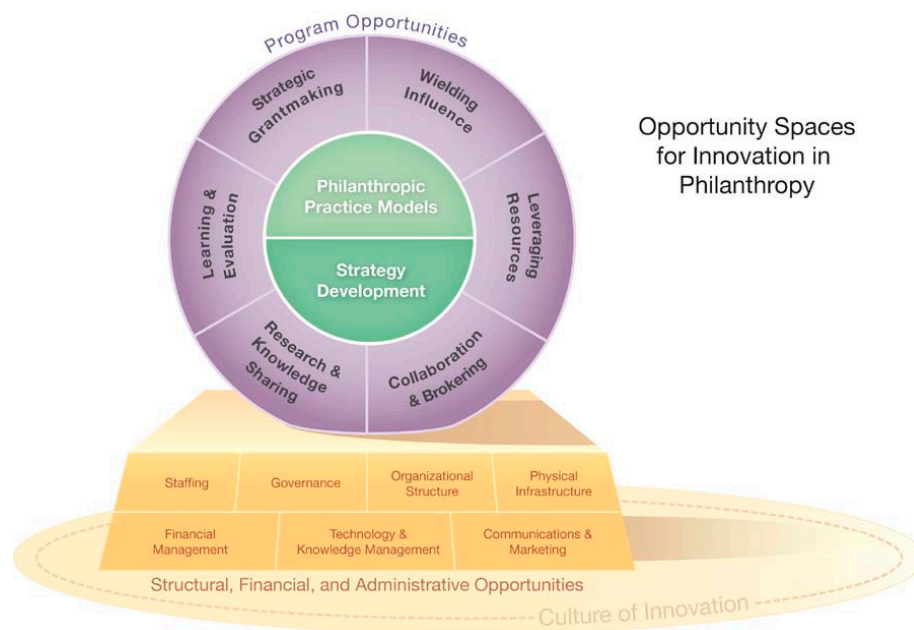 Program Opportunities
Strategic
Grantmaking
Wielding
Influence
Opportunity Spaces
for Innovation in
Philanthropy
Learning &
Evaluation
Philanthropic
Practice Models
Leveraging
Resources
Strategy
Development
Research &
Knowledge
Sharing
Collaboration
& Brokering
Staffing
Governance
Organizational
Structure
Physical
Infrastructure
Financial
Management
Technology &
Knowledge Management
Communications &
Marketing
Structural, Financial, and Administrative Opportunities
Culture of Innovation